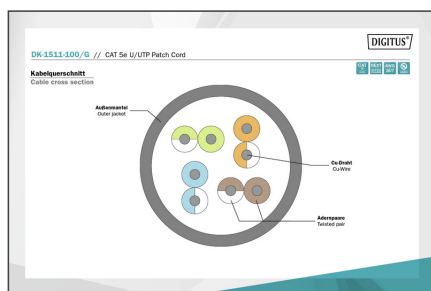 DIGITUS®
DK-1511-100/G // CAT 5e U/UTP Patch Cord
Kabelquerschnitt
Cable cross section
Außenmantel
Outer jacket
Cu-Draht
Cu-Wire
Adernpaare
Twisted pair